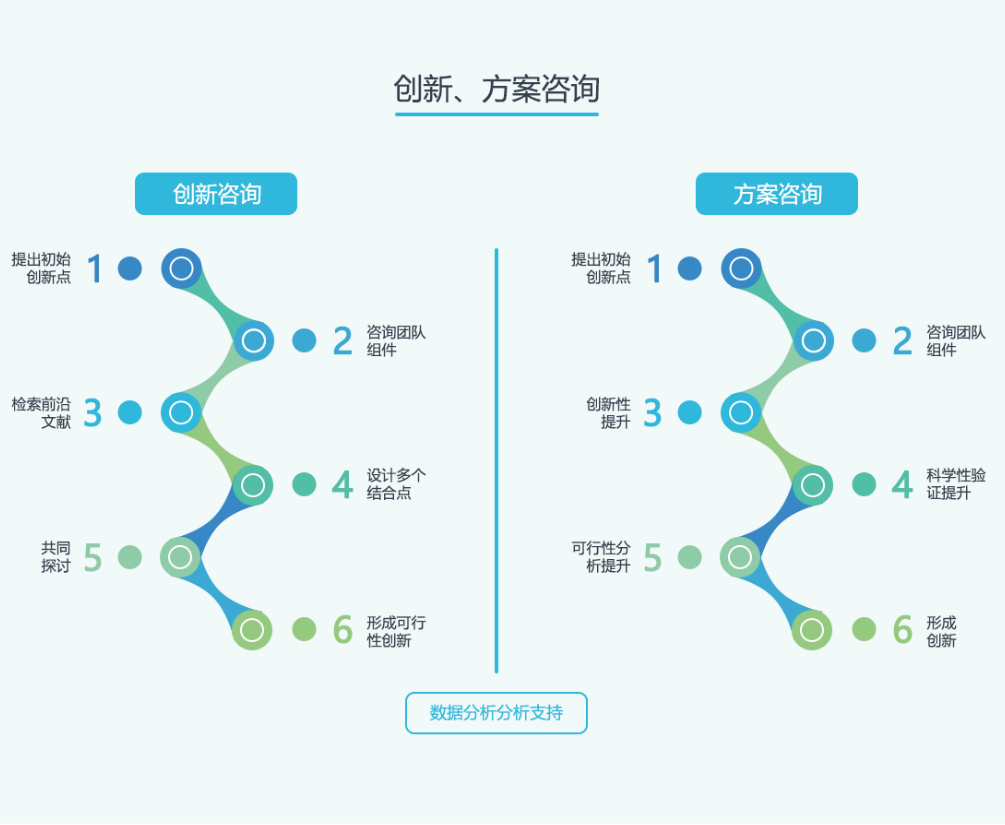 创新、方案咨询
创新咨询
提出初始
创新点
1
2
咨询团队
组件
检索前沿
文献
3
4
设计多个
结合点
共同
探讨
5
6
形成可行
性创新
方案咨询
提出初始
创新点
1
2
咨询团队
组件
创新性
提升
3
4
科学性验
证提升
可行性分
析提升
5
6
形成
创新
数据分析分析支持